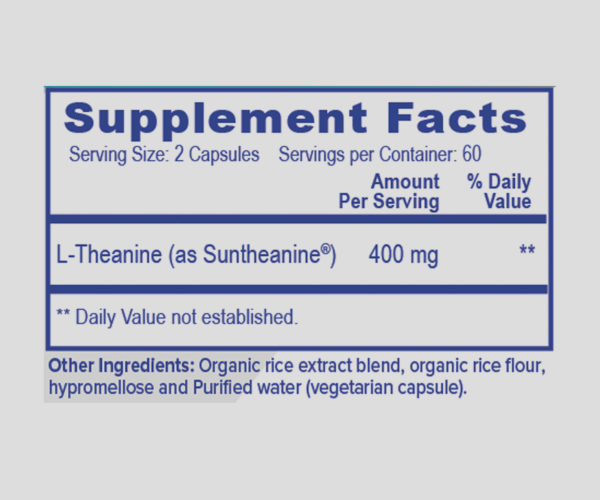 Supplement Facts
Serving Size: 2 Capsules Servings per Container: 60
Amount % Daily
Per Serving Value
L-Theanine (as Suntheanine®) 400 mg **
** Daily Value not established.
Other Ingredients: Organic rice extract blend, organic rice flour,
hypromellose and Purified water (vegetarian capsule).